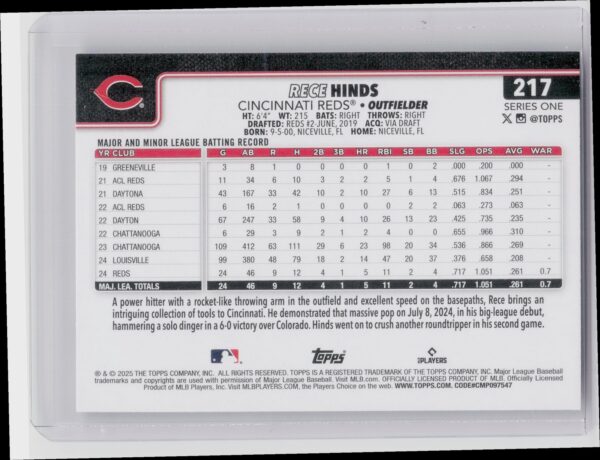 RECE HINDS
217
CINCINNATI REDS® • OUTFIELDER
SERIES ONE
HT: 6'4" WT: 215 BATS: RIGHT THROWS: RIGHT
@TOPPS
DRAFTED: REDS #2-JUNE, 2019 ACQ: VIA DRAFT
BORN: 9-5-00, NICEVILLE, FL HOME: NICEVILLE, FL
MAJOR AND MINOR LEAGUE BATTING RECORD
YR CLUB G AB R H 2B 3B HR RBI SB BB SLG OPS AVG WAR
19 GREENEVILLE 3 8 1 0 0 0 0 1 0 2 .000 .200 .000 -
21 ACL REDS 11 34 6 10 3 2 2 5 1 4 .676 1.067 .294 -
21 DAYTONA 43 167 33 42 10 2 10 27 6 13 .515 .834 .251 -
22 ACL REDS 6 16 2 1 0 0 0 0 2 2 .063 .273 .063 -
22 DAYTON 67 247 33 58 9 4 10 26 13 23 .425 .735 .235 -
22 CHATTANOOGA 6 29 3 9 2 1 2 4 0 0 .655 .966 .310 -
23 CHATTANOOGA 109 412 63 111 29 6 23 98 20 34 .536 .866 .269 -
24 LOUISVILLE 99 380 48 79 18 2 14 47 20 37 .376 .658 .208 -
24 REDS 24 46 9 12 4 1 5 11 2 4 .717 1.051 .261 0.7
MAJ. LEA. TOTALS 24 46 9 12 4 1 5 11 2 4 .717 1.051 .261 0.7
A power hitter with a rocket-like throwing arm in the outfield and excellent speed on the basepaths, Rece brings an
intriguing collection of tools to Cincinnati. He demonstrated that massive pop on July 8, 2024, in his big-league debut,
hammering a solo dinger in a 6-0 victory over Colorado. Hinds went on to crush another roundtripper in his second game.
Topps
PLAYERS
® & © 2025 THE TOPPS COMPANY, INC. ALL RIGHTS RESERVED. TOPPS IS A REGISTERED TRADEMARK OF THE TOPPS COMPANY, INC. Major League Baseball
trademarks and copyrights are used with permission of Major League Baseball. Visit MLB.com. OFFICIALLY LICENSED PRODUCT OF MLB. Officially Licensed
Product of MLB Players, Inc. Visit MLBPLAYERS.com, the Players Choice on the web. WWW.TOPPS.COM. CODE#CMP097547